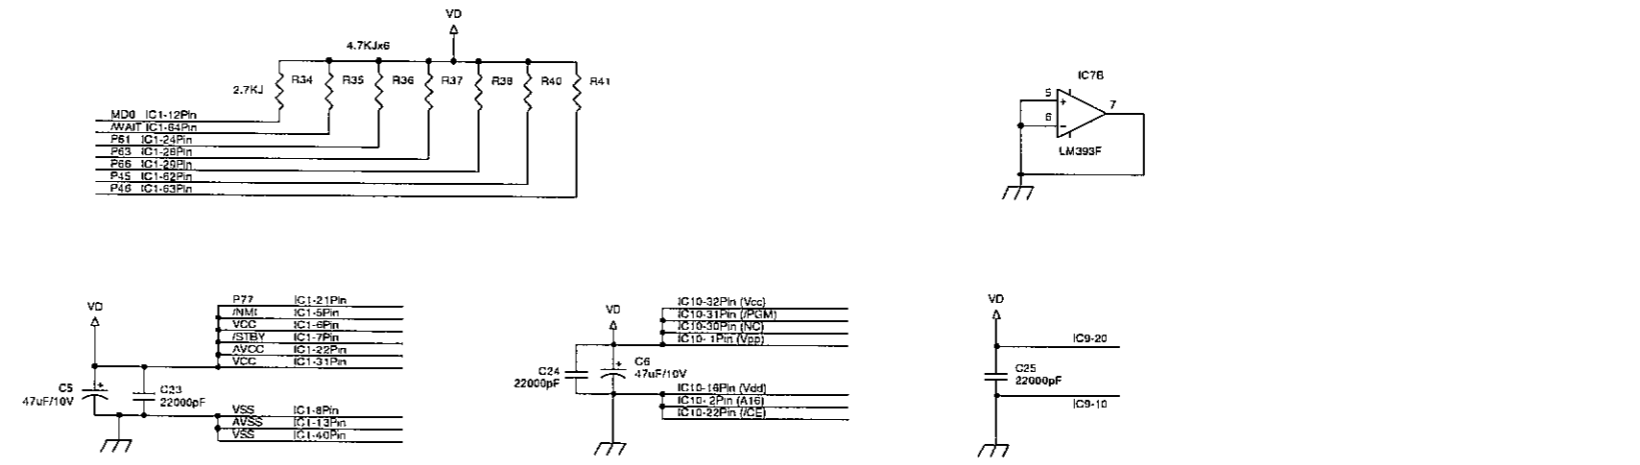 VD
4.7KJx6
2.7KJ
R34
R35
R36
R37
R38
R40
R41
MD0 IC1-12Pin
/WAIT IC1-64Pin
P61 IC1-24Pin
P63 IC1-28Pin
P66 IC1-29Pin
P45 IC1-62Pin
P46 IC1-63Pin
IC7B
5
+
6
-
7
LM393F
VD
P77 IC1-21Pin
/NMI IC1-5Pin
VCC IC1-6Pin
/STBY IC1-7Pin
AVCC IC1-22Pin
VCC IC1-31Pin
C5
+
47uF/10V
C23
22000pF
VSS IC1-8Pin
AVSS IC1-13Pin
VSS IC1-40Pin
VD
IC10-32Pin (Vcc)
IC10-31Pin (/PGM)
IC10-30Pin (NC)
IC10- 1Pin (Vpp)
C24
22000pF
+
C6
47uF/10V
IC10-16Pin (Vdd)
IC10- 2Pin (A16)
IC10-22Pin (/CE)
VD
IC9-20
C25
22000pF
IC9-10